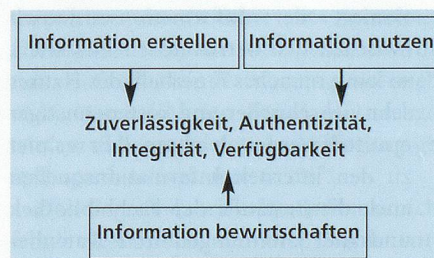 Information erstellen
Information nutzen
Zuverlässigkeit, Authentizität,
Integrität, Verfügbarkeit
Information bewirtschaften